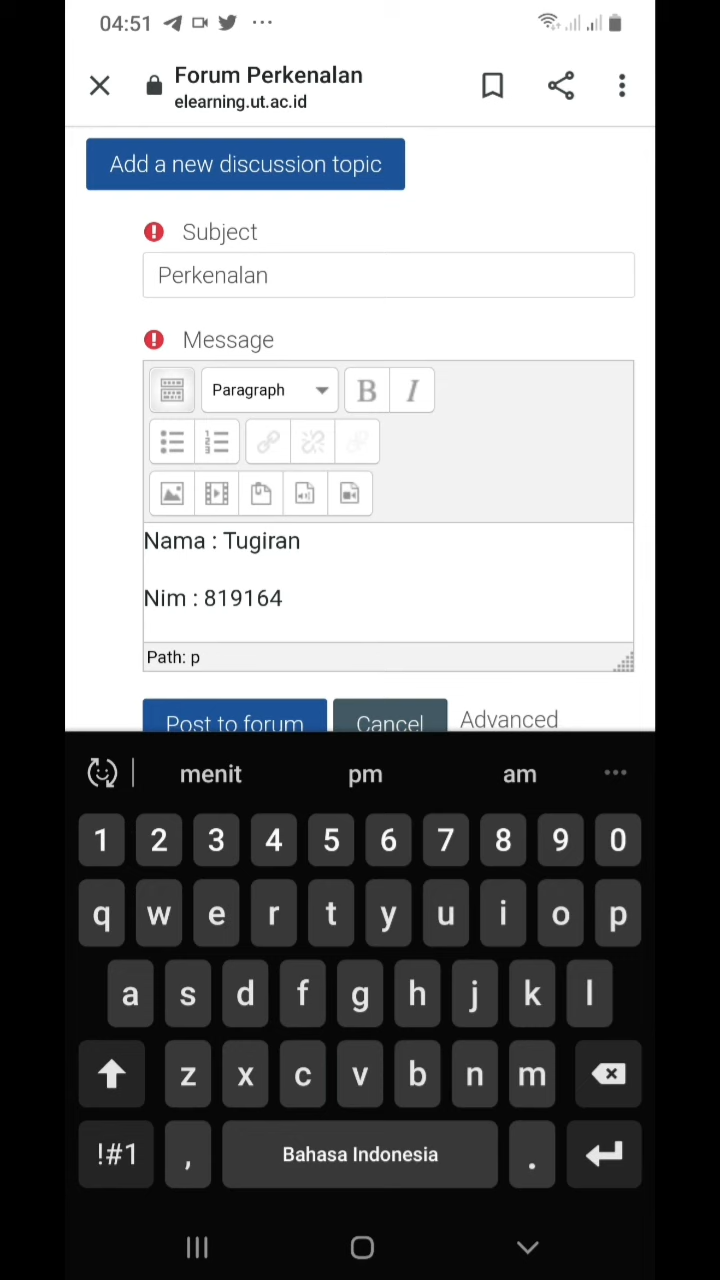 04:51
Forum Perkenalan
elearning.ut.ac.id
Add a new discussion topic
Subject
Perkenalan
Message
Paragraph B I
Nama : Tugiran
Nim : 819164
Path: p
Post to forum Cancel Advanced
menit pm am
1 2 3 4 5 6 7 8 9 0
q w e r t y u i o p
a s d f g h j k l
z x c v b n m
!#1 , Bahasa Indonesia .